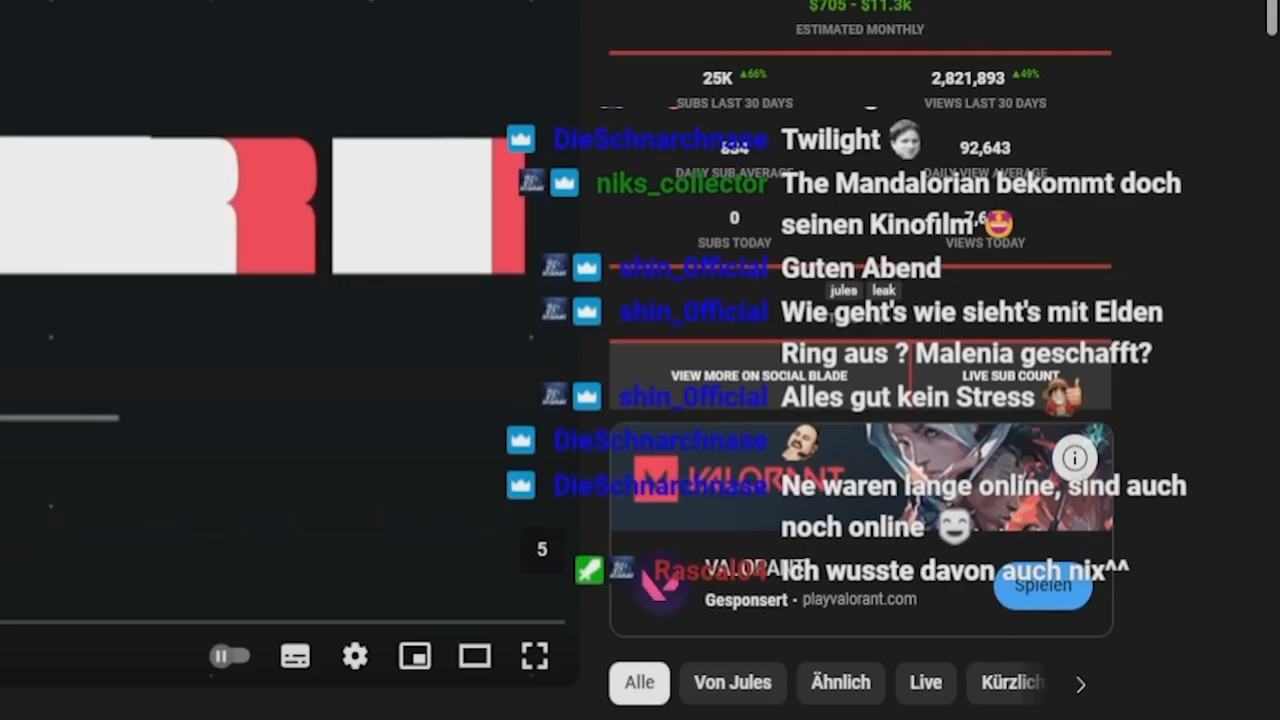 $705 - $11.3k
ESTIMATED MONTHLY
25K ▲66%
2,821,893 ▲49%
SUBS LAST 30 DAYS
VIEWS LAST 30 DAYS
DieSchnarchnase Twilight
834
92,643
DAILY SUB AVERAGE
DAILY VIEW AVERAGE
niks_collector The Mandalorian bekommt doch
seinen Kinofilm
0
SUBS TODAY
VIEWS TODAY
shin_0fficial Guten Abend
jules leak
shin_0fficial Wie geht's wie sieht's mit Elden
Ring aus ? Malenia geschafft?
VIEW MORE ON SOCIAL BLADE
LIVE SUB COUNT
shin_0fficial Alles gut kein Stress
DieSchnarchnase
VALORANT
DieSchnarchnase Ne waren lange online, sind auch
noch online
5
Rascal04 Ich wusste davon auch nix^^
VALORANT
Spielen
Gesponsert · playvalorant.com
Alle Von Jules Ähnlich Live Kürzlich